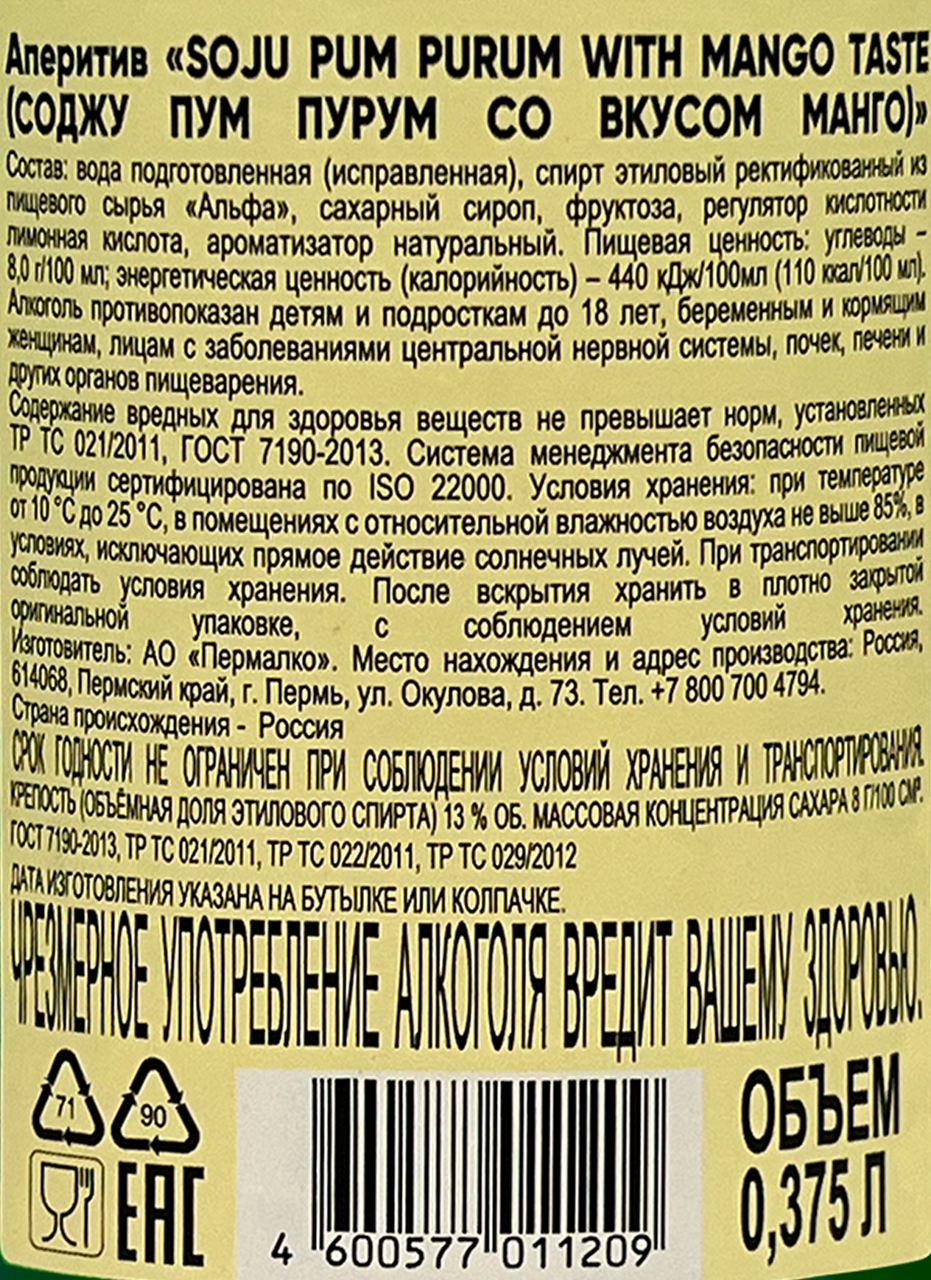 Аперитив «SOJU PUM PURUM WITH MANGO TASTE
(СОДЖУ ПУМ ПУРУМ СО ВКУСОМ МАНГО)»
Состав: вода подготовленная (исправленная), спирт этиловый ректификованный из
пищевого сырья «Альфа», сахарный сироп, фруктоза, регулятор кислотности
лимонная кислота, ароматизатор натуральный. Пищевая ценность: углеводы –
8,0 г/100 мл; энергетическая ценность (калорийность) – 440 кДж/100мл (110 ккал/100 мл).
Алкоголь противопоказан детям и подросткам до 18 лет, беременным и кормящим
женщинам, лицам с заболеваниями центральной нервной системы, почек, печени и
других органов пищеварения.
Содержание вредных для здоровья веществ не превышает норм, установленных
ТР ТС 021/2011, ГОСТ 7190-2013. Система менеджмента безопасности пищевой
продукции сертифицирована по ISO 22000. Условия хранения: при температуре
от 10 °C до 25 °C, в помещениях с относительной влажностью воздуха не выше 85%, в
условиях, исключающих прямое действие солнечных лучей. При транспортировании
соблюдать условия хранения. После вскрытия хранить в плотно закрытой
оригинальной упаковке, с соблюдением условий хранения.
Изготовитель: АО «Пермалко». Место нахождения и адрес производства: Россия,
614068, Пермский край, г. Пермь, ул. Окулова, д. 73. Тел. +7 800 700 4794.
Страна происхождения - Россия
СРОК ГОДНОСТИ НЕ ОГРАНИЧЕН ПРИ СОБЛЮДЕНИИ УСЛОВИЙ ХРАНЕНИЯ И ТРАНСПОРТИРОВАНИЯ.
КРЕПОСТЬ (ОБЪЁМНАЯ ДОЛЯ ЭТИЛОВОГО СПИРТА) 13 % ОБ. МАССОВАЯ КОНЦЕНТРАЦИЯ САХАРА 8 Г/100 СМ³.
ГОСТ 7190-2013, ТР ТС 021/2011, ТР ТС 022/2011, ТР ТС 029/2012
ДАТА ИЗГОТОВЛЕНИЯ УКАЗАНА НА БУТЫЛКЕ ИЛИ КОЛПАЧКЕ.
ЧРЕЗМЕРНОЕ УПОТРЕБЛЕНИЕ АЛКОГОЛЯ ВРЕДИТ ВАШЕМУ ЗДОРОВЬЮ.
71 90
EAC
4 600577 011209
ОБЪЕМ
0,375 Л